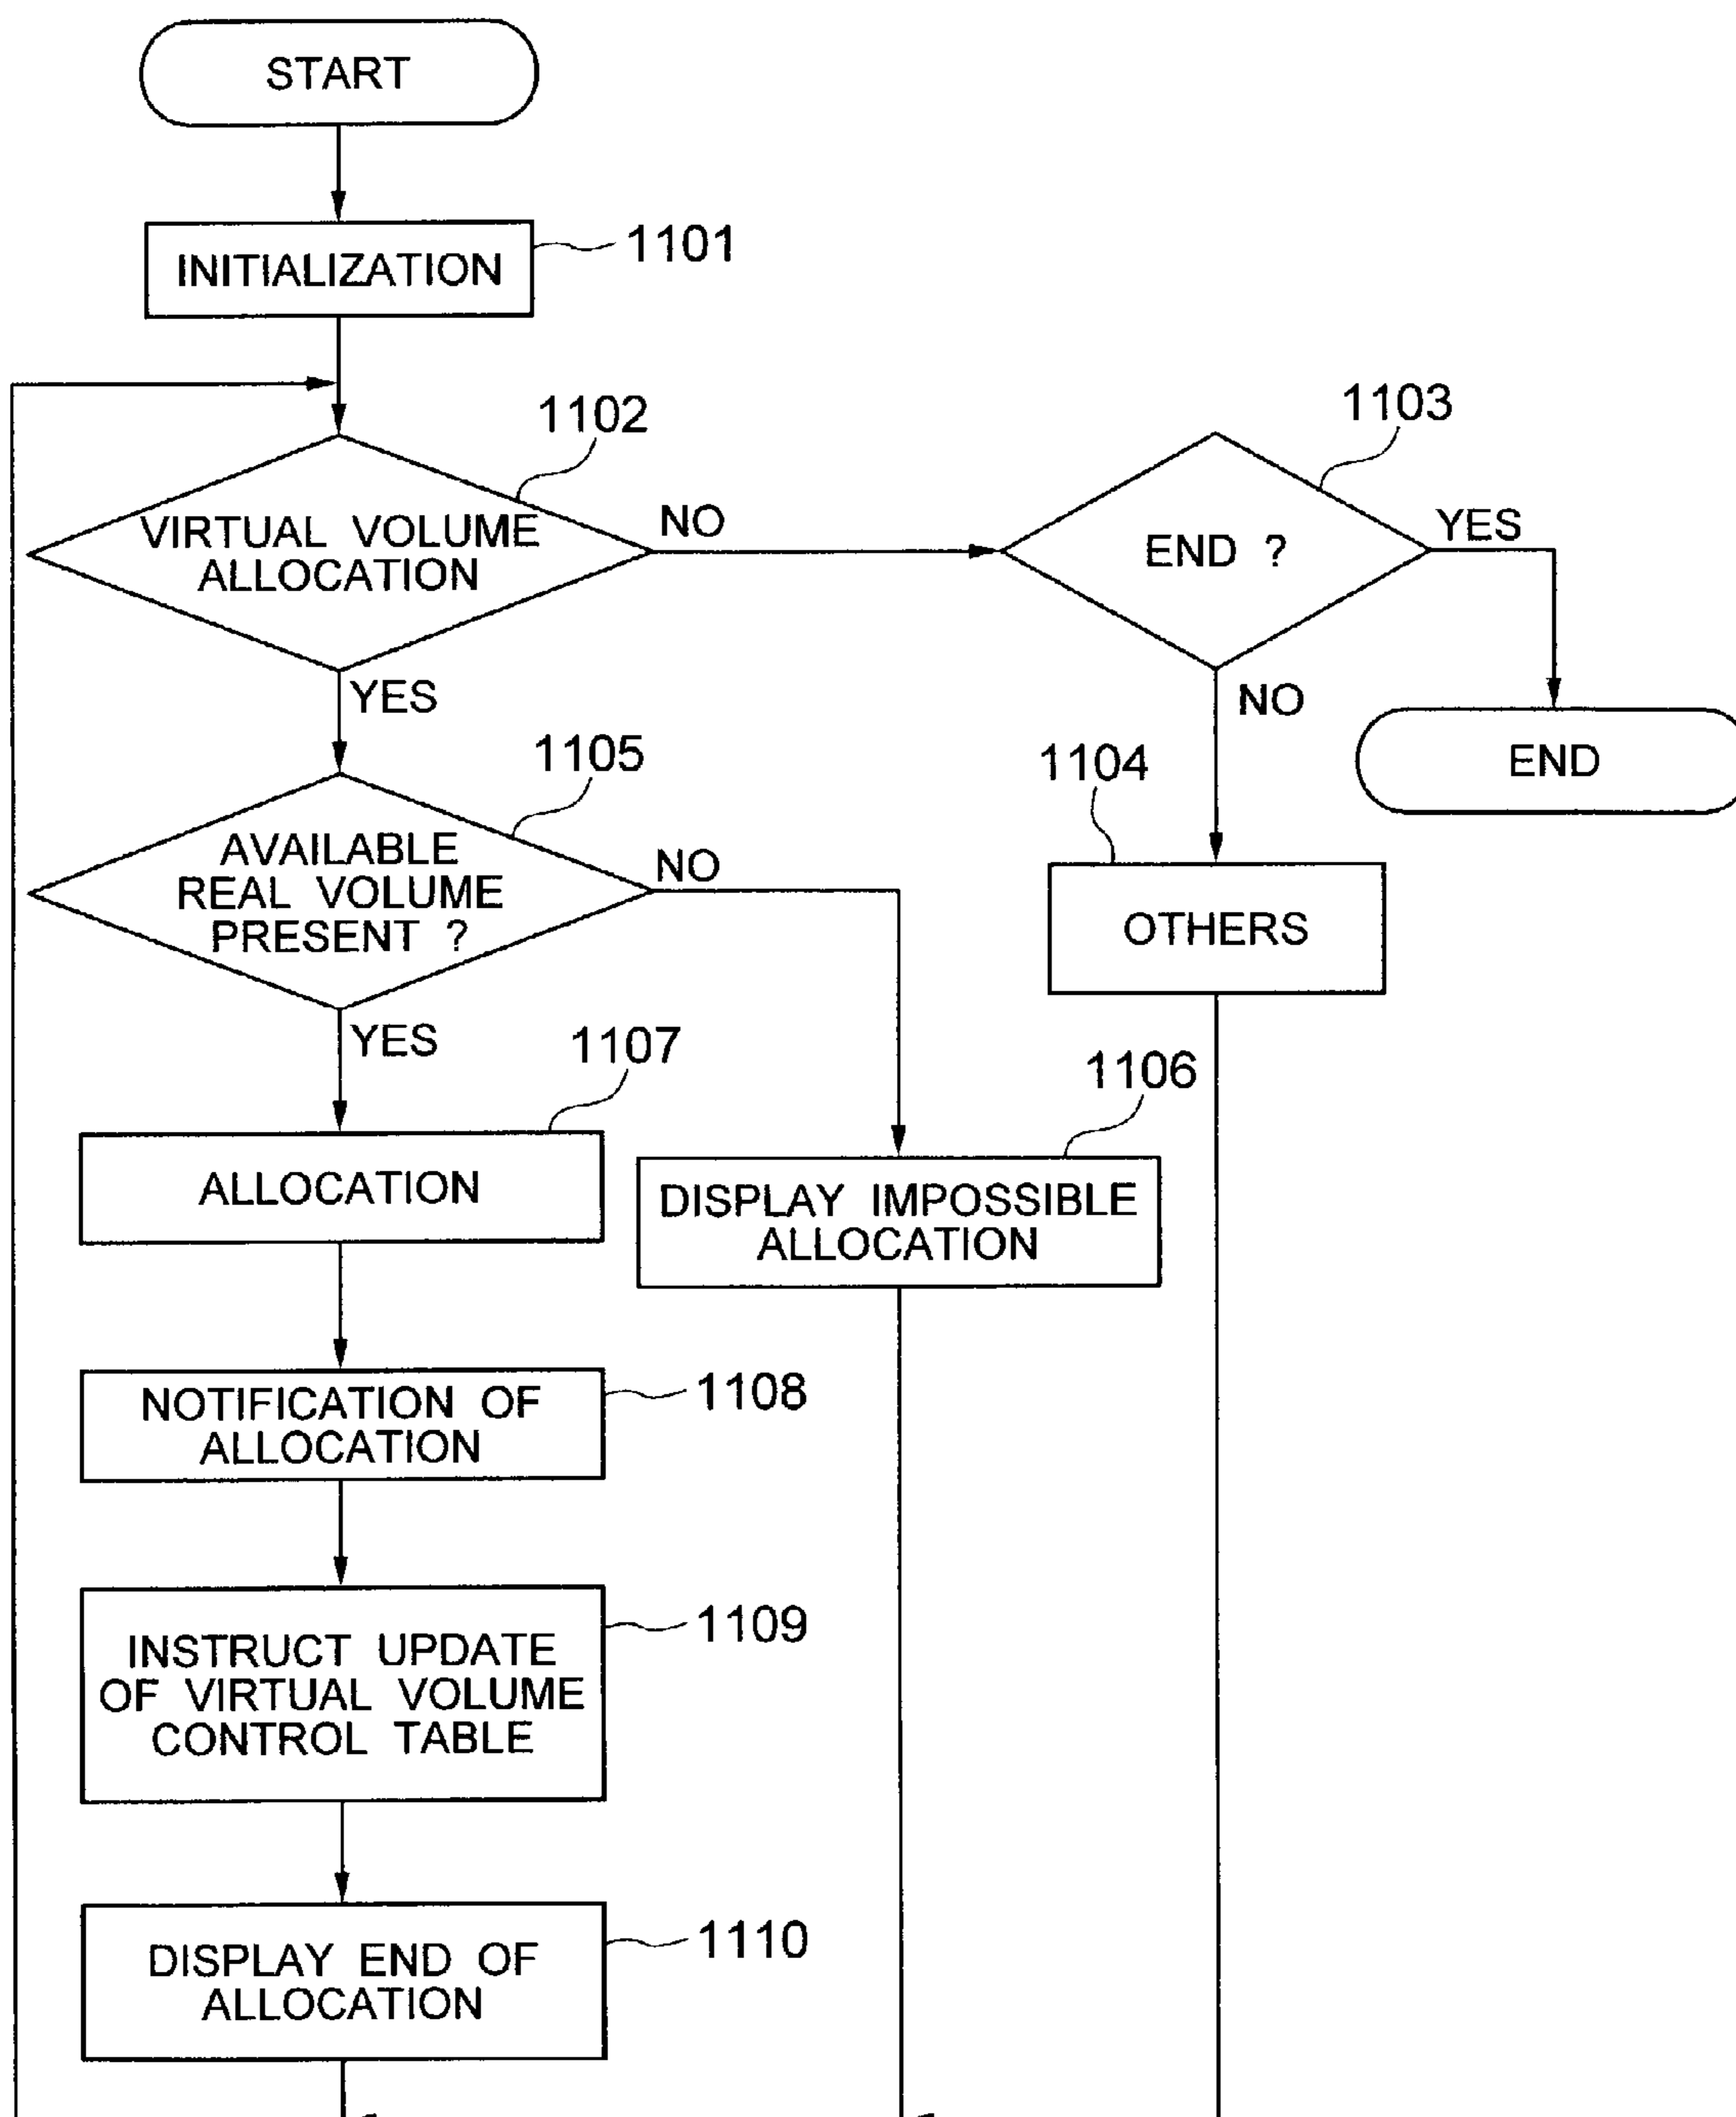 START
INITIALIZATION
1101
1102
VIRTUAL VOLUME
ALLOCATION
NO
YES
1103
END ?
YES
NO
END
1104
OTHERS
1105
AVAILABLE
REAL VOLUME
PRESENT ?
NO
YES
1106
DISPLAY IMPOSSIBLE
ALLOCATION
1107
ALLOCATION
NOTIFICATION OF
ALLOCATION
1108
INSTRUCT UPDATE
OF VIRTUAL VOLUME
CONTROL TABLE
1109
DISPLAY END OF
ALLOCATION
1110